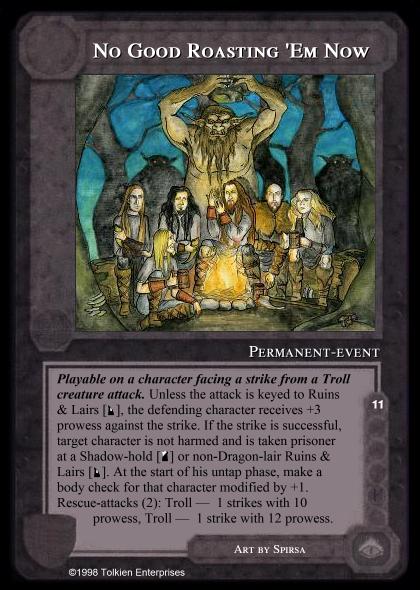 No Good Roasting 'Em Now
Permanent-event
Playable on a character facing a strike from a Troll
creature attack. Unless the attack is keyed to Ruins
& Lairs [], the defending character receives +3
prowess against the strike. If the strike is successful,
target character is not harmed and is taken prisoner
at a Shadow-hold [] or non-Dragon-lair Ruins &
Lairs []. At the start of his untap phase, make a
body check for that character modified by +1.
Rescue-attacks (2): Troll — 1 strikes with 10
prowess, Troll — 1 strike with 12 prowess.
11
Art by Spirsa
©1998 Tolkien Enterprises